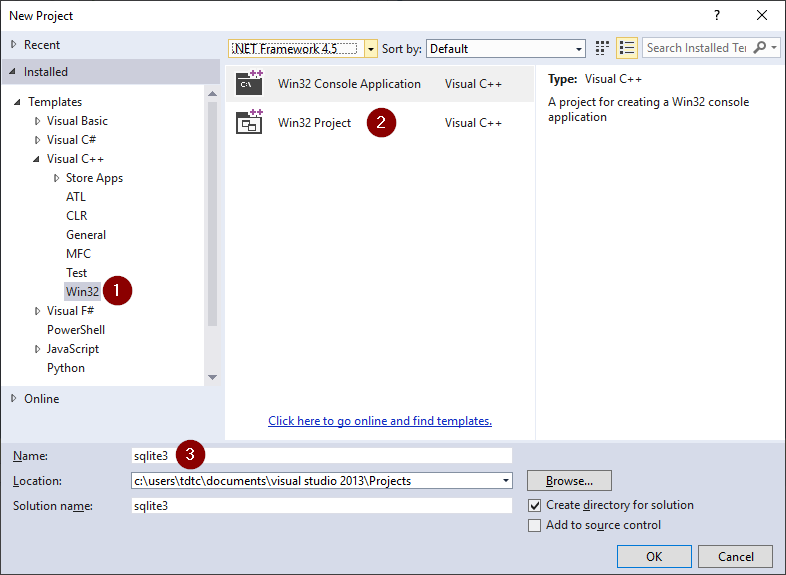 New Project
?
Recent
.NET Framework 4.5
Sort by:
Default
Search Installed Te
Installed
Templates
Visual Basic
Visual C#
Visual C++
Store Apps
ATL
CLR
General
MFC
Test
Win32
1
Visual F#
PowerShell
JavaScript
Python
Online
Win32 Console Application
Visual C++
Win32 Project
2
Visual C++
Click here to go online and find templates.
Type: Visual C++
A project for creating a Win32 console
application
Name:
sqlite3
3
Location:
c:\users\tdtc\documents\visual studio 2013\Projects
Browse...
Solution name:
sqlite3
Create directory for solution
Add to source control
OK
Cancel